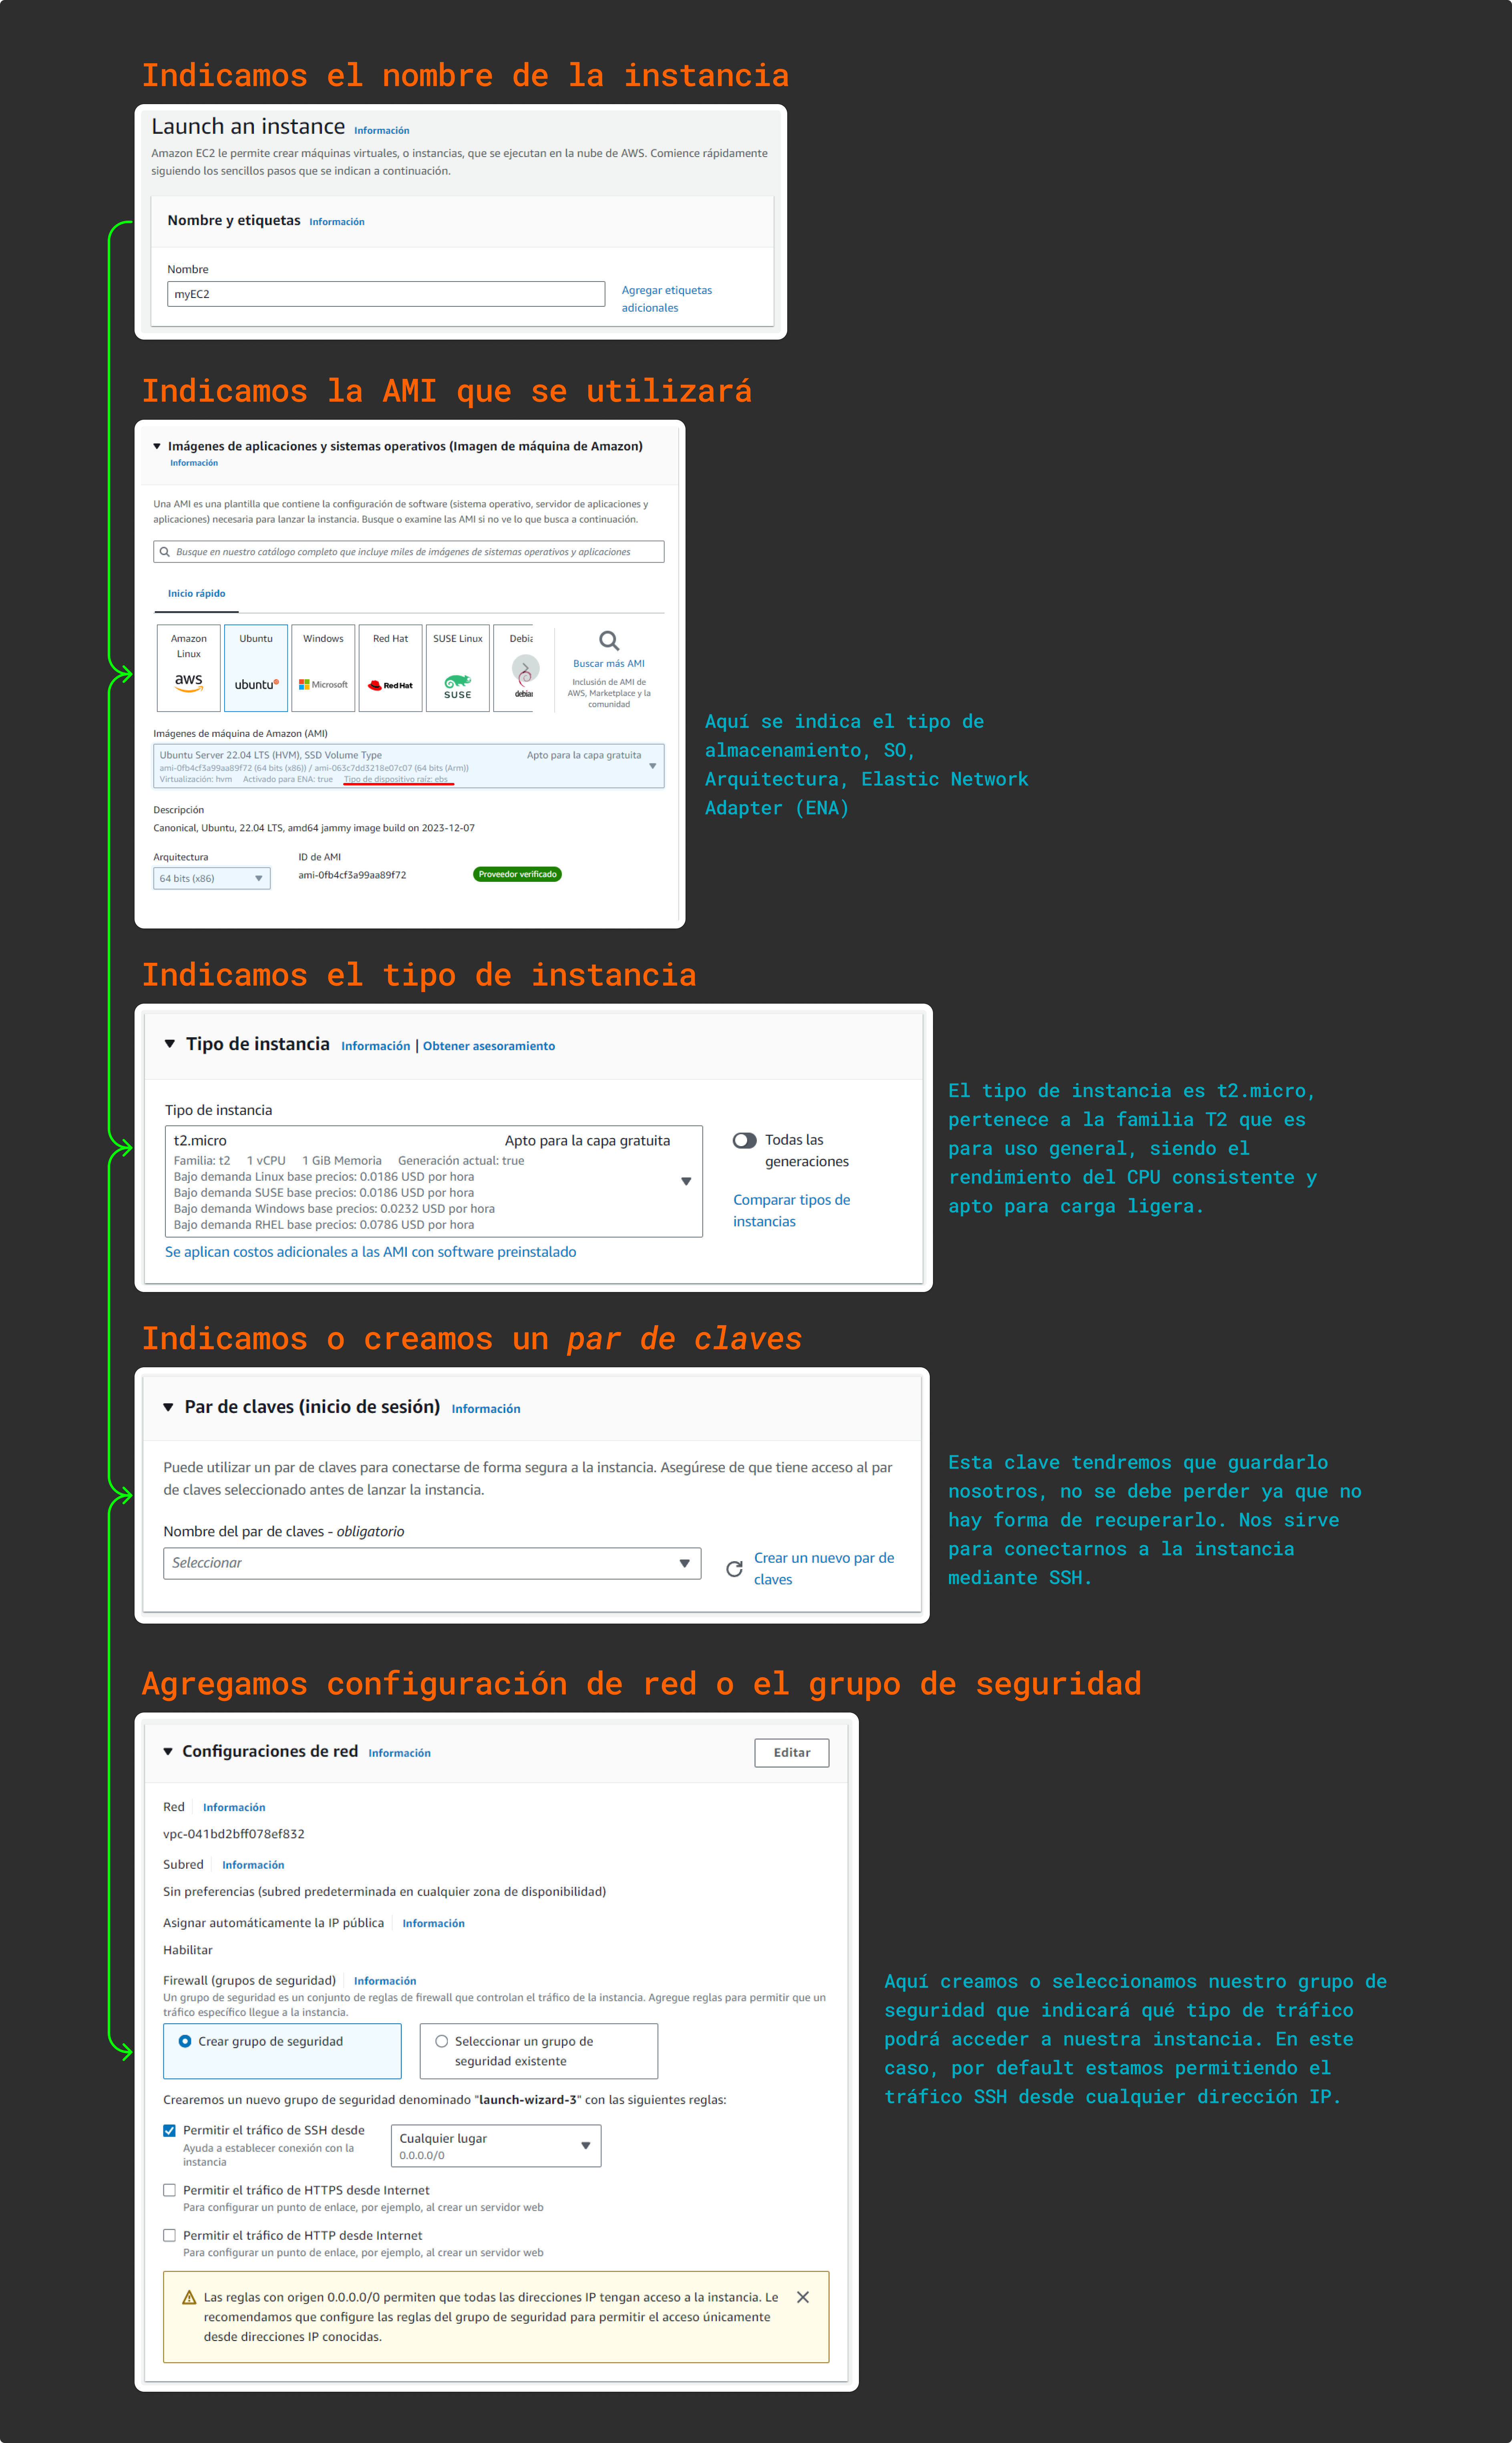 Indicamos el nombre de la instancia
Launch an instance Información
Amazon EC2 le permite crear máquinas virtuales, o instancias, que se ejecutan en la nube de AWS. Comience rápidamente
siguiendo los sencillos pasos que se indican a continuación.
Nombre y etiquetas Información
Nombre
myEC2
Agregar etiquetas
adicionales
Indicamos la AMI que se utilizará
Imágenes de aplicaciones y sistemas operativos (Imagen de máquina de Amazon)
Información
Una AMI es una plantilla que contiene la configuración de software (sistema operativo, servidor de aplicaciones y
aplicaciones) necesaria para lanzar la instancia. Busque o examine las AMI si no ve lo que busca a continuación.
Busque en nuestro catálogo completo que incluye miles de imágenes de sistemas operativos y aplicaciones
Inicio rápido
Amazon
Linux
aws
Ubuntu
ubuntu
Windows
Microsoft
Red Hat
Red Hat
SUSE Linux
SUSE
Debia
debian
Buscar más AMI
Inclusión de AMI de
AWS, Marketplace y la
comunidad
Imágenes de máquina de Amazon (AMI)
Ubuntu Server 22.04 LTS (HVM), SSD Volume Type Apto para la capa gratuita
ami-0fb4cf3a99aa89f72 (64 bits (x86)) / ami-063c7dd3218e07c07 (64 bits (Arm))
Virtualización: hvm Activado para ENA: true Tipo de dispositivo raíz: ebs
Descripción
Canonical, Ubuntu, 22.04 LTS, amd64 jammy image build on 2023-12-07
Arquitectura ID de AMI
64 bits (x86) ami-0fb4cf3a99aa89f72 Proveedor verificado
Aquí se indica el tipo de
almacenamiento, SO,
Arquitectura, Elastic Network
Adapter (ENA)
Indicamos el tipo de instancia
Tipo de instancia Información | Obtener asesoramiento
Tipo de instancia
t2.micro Apto para la capa gratuita
Familia: t2 1 vCPU 1 GiB Memoria Generación actual: true
Bajo demanda Linux base precios: 0.0186 USD por hora
Bajo demanda SUSE base precios: 0.0186 USD por hora
Bajo demanda Windows base precios: 0.0232 USD por hora
Bajo demanda RHEL base precios: 0.0786 USD por hora
Todas las
generaciones
Comparar tipos de
instancias
Se aplican costos adicionales a las AMI con software preinstalado
El tipo de instancia es t2.micro,
pertenece a la familia T2 que es
para uso general, siendo el
rendimiento del CPU consistente y
apto para carga ligera.
Indicamos o creamos un par de claves
Par de claves (inicio de sesión) Información
Puede utilizar un par de claves para conectarse de forma segura a la instancia. Asegúrese de que tiene acceso al par
de claves seleccionado antes de lanzar la instancia.
Nombre del par de claves - obligatorio
Seleccionar
Crear un nuevo par de
claves
Esta clave tendremos que guardarlo
nosotros, no se debe perder ya que no
hay forma de recuperarlo. Nos sirve
para conectarnos a la instancia
mediante SSH.
Agregamos configuración de red o el grupo de seguridad
Configuraciones de red Información Editar
Red Información
vpc-041bd2bff078ef832
Subred Información
Sin preferencias (subred predeterminada en cualquier zona de disponibilidad)
Asignar automáticamente la IP pública Información
Habilitar
Firewall (grupos de seguridad) Información
Un grupo de seguridad es un conjunto de reglas de firewall que controlan el tráfico de la instancia. Agregue reglas para permitir que un
tráfico específico llegue a la instancia.
Crear grupo de seguridad
Seleccionar un grupo de
seguridad existente
Crearemos un nuevo grupo de seguridad denominado "launch-wizard-3" con las siguientes reglas:
Permitir el tráfico de SSH desde
Ayuda a establecer conexión con la
instancia
Cualquier lugar
0.0.0.0/0
Permitir el tráfico de HTTPS desde Internet
Para configurar un punto de enlace, por ejemplo, al crear un servidor web
Permitir el tráfico de HTTP desde Internet
Para configurar un punto de enlace, por ejemplo, al crear un servidor web
Las reglas con origen 0.0.0.0/0 permiten que todas las direcciones IP tengan acceso a la instancia. Le
recomendamos que configure las reglas del grupo de seguridad para permitir el acceso únicamente
desde direcciones IP conocidas.
Aquí creamos o seleccionamos nuestro grupo de
seguridad que indicará qué tipo de tráfico
podrá acceder a nuestra instancia. En este
caso, por default estamos permitiendo el
tráfico SSH desde cualquier dirección IP.